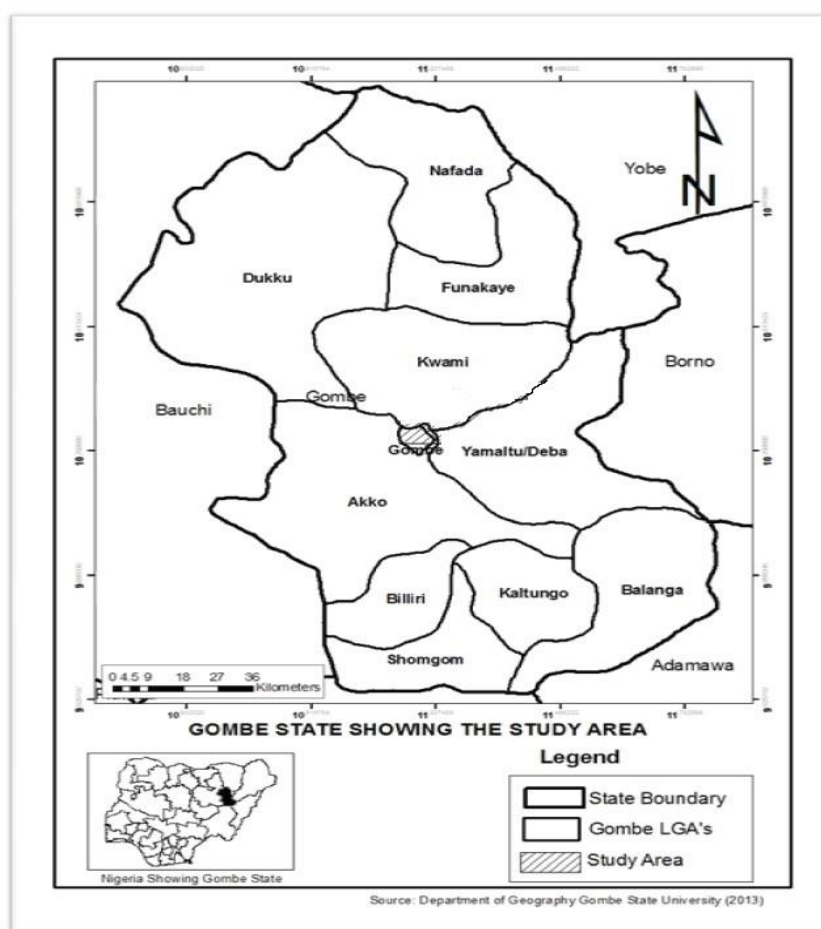 Nafada
Yobe
N
Dukku
Funakaye
Kwami
Borno
Gombe
Bauchi
Gombe
Yamaltu/Deba
Akko
Billiri
Kaltungo
Balanga
Shomgom
Adamawa
0 4.5 9 18 27 36
Kilometers
GOMBE STATE SHOWING THE STUDY AREA
Legend
State Boundary
Gombe LGA's
Study Area
Nigeria Showing Gombe State
Source: Department of Geography Gombe State University (2013)